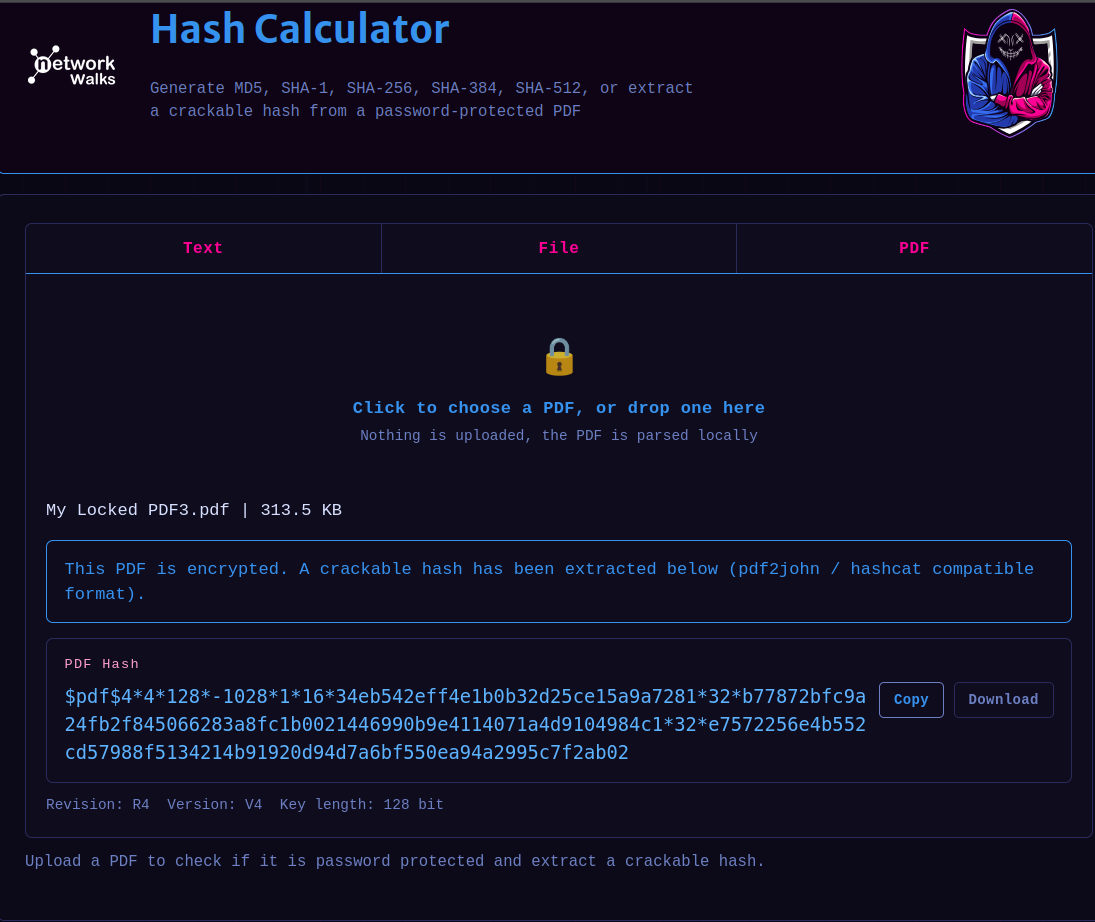 Hash Calculator
network
Walks
Generate MD5, SHA-1, SHA-256, SHA-384, SHA-512, or extract
a crackable hash from a password-protected PDF
Text
File
PDF
Click to choose a PDF, or drop one here
Nothing is uploaded, the PDF is parsed locally
My Locked PDF3.pdf | 313.5 KB
This PDF is encrypted. A crackable hash has been extracted below (pdf2john / hashcat compatible
format).
PDF Hash
$pdf$4*4*128*-1028*1*16*34eb542eff4e1b0b32d25ce15a9a7281*32*b77872bfc9a
24fb2f845066283a8fc1b0021446990b9e4114071a4d9104984c1*32*e7572256e4b552
cd57988f5134214b91920d94d7a6bf550ea94a2995c7f2ab02
Copy
Download
Revision: R4 Version: V4 Key length: 128 bit
Upload a PDF to check if it is password protected and extract a crackable hash.